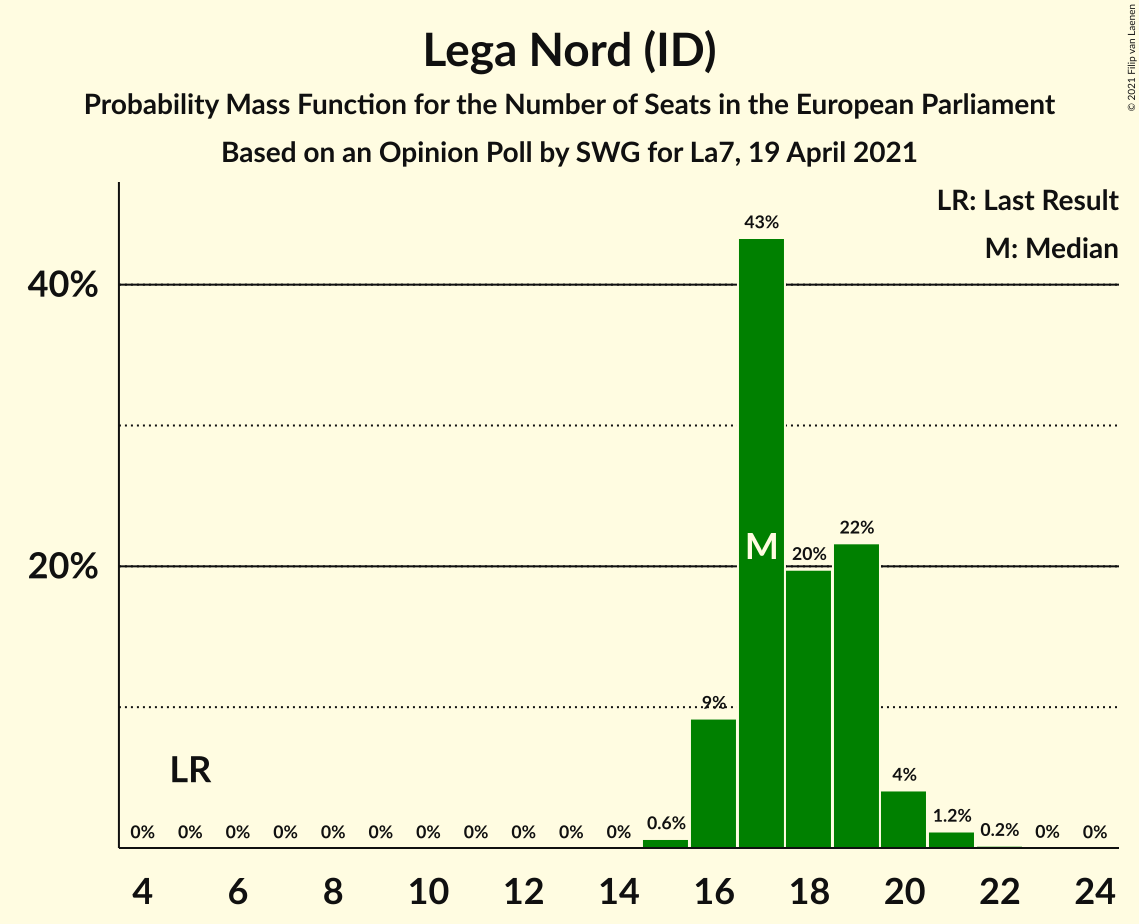 Lega Nord (ID)
Probability Mass Function for the Number of Seats in the European Parliament
Based on an Opinion Poll by SWG for La7, 19 April 2021
© 2021 Filip van Laenen
LR: Last Result
M: Median
43%
40%
22%
M
20%
20%
9%
LR
4%
0% 0% 0% 0% 0% 0% 0% 0% 0% 0% 0% 0.6% 1.2% 0.2% 0% 0%
4 6 8 10 12 14 16 18 20 22 24